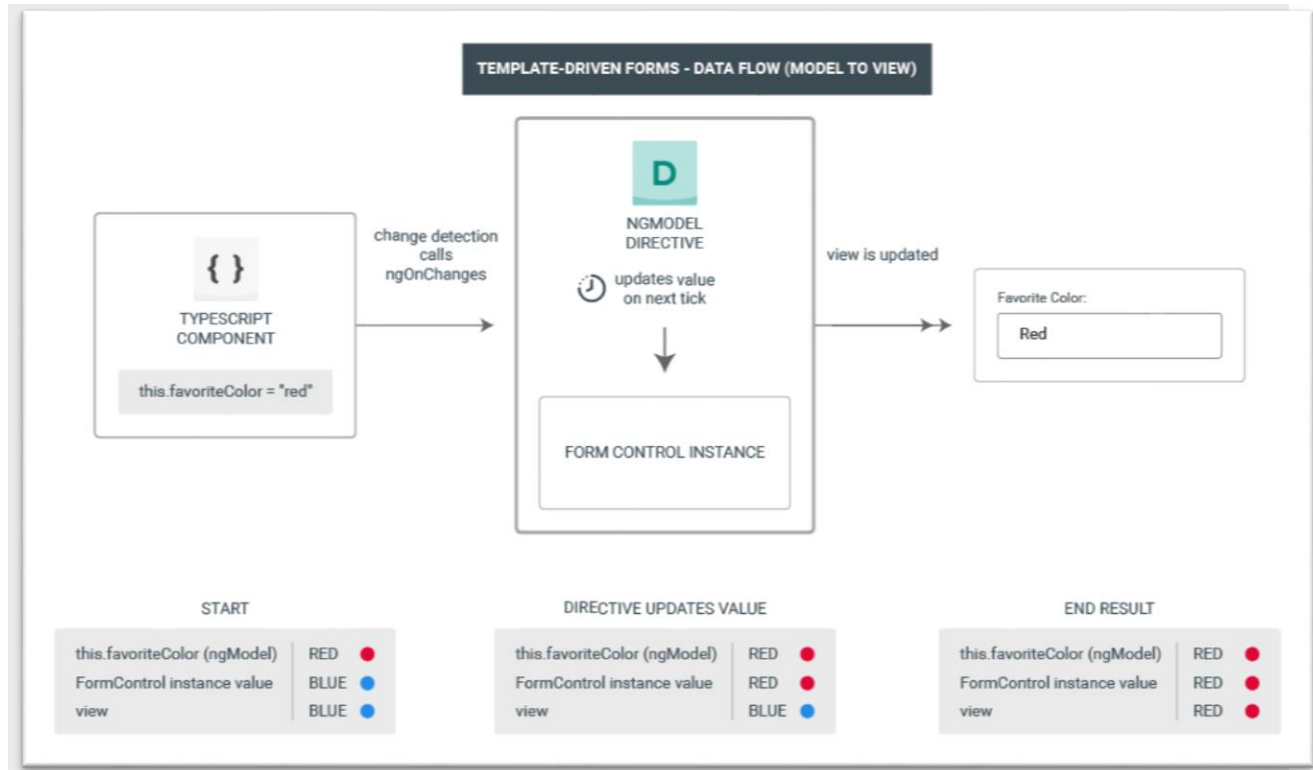 TEMPLATE-DRIVEN FORMS - DATA FLOW (MODEL TO VIEW)
{ }
TYPESCRIPT
COMPONENT
this.favoriteColor = "red"
change detection
calls
ngOnChanges
D
NGMODEL
DIRECTIVE
updates value
on next tick
FORM CONTROL INSTANCE
view is updated
Favorite Color:
Red
START
this.favoriteColor (ngModel) RED
FormControl instance value BLUE
view BLUE
DIRECTIVE UPDATES VALUE
this.favoriteColor (ngModel) RED
FormControl instance value RED
view BLUE
END RESULT
this.favoriteColor (ngModel) RED
FormControl instance value RED
view RED